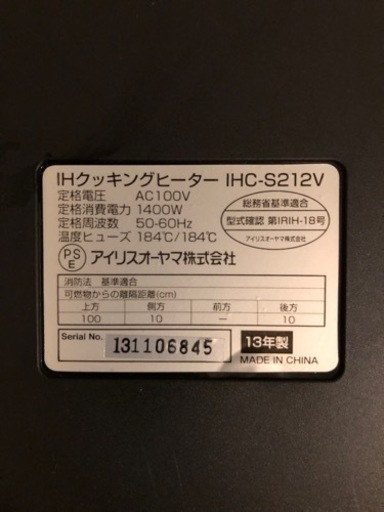 IHクッキングヒーター IHC-S212V
定格電圧 AC100V
定格消費電力 1400W
定格周波数 50-60Hz
温度ヒューズ 184℃/184℃
総務省基準適合
型式確認 第IRIH-18号
アイリスオーヤマ株式会社
PS
E
アイリスオーヤマ株式会社
消防法 基準適合
可燃物からの離隔距離(cm)
上方 側方 前方 後方
100 10 － 10
Serial No. 131106845
13年製
MADE IN CHINA